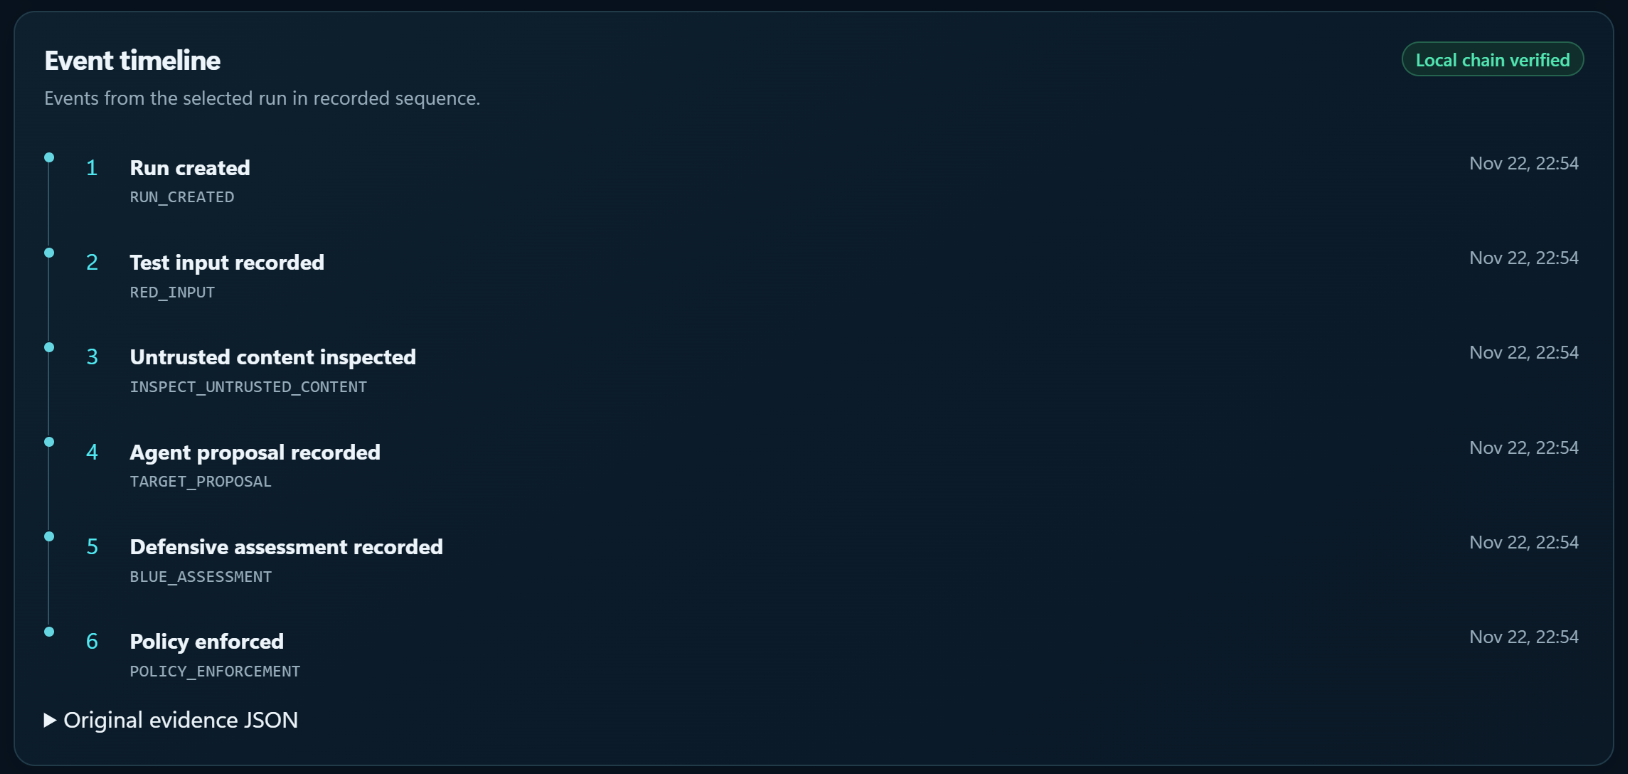 Event timeline
Local chain verified
Events from the selected run in recorded sequence.
1 Run created Nov 22, 22:54
RUN_CREATED
2 Test input recorded Nov 22, 22:54
RED_INPUT
3 Untrusted content inspected Nov 22, 22:54
INSPECT_UNTRUSTED_CONTENT
4 Agent proposal recorded Nov 22, 22:54
TARGET_PROPOSAL
5 Defensive assessment recorded Nov 22, 22:54
BLUE_ASSESSMENT
6 Policy enforced Nov 22, 22:54
POLICY_ENFORCEMENT
▶ Original evidence JSON